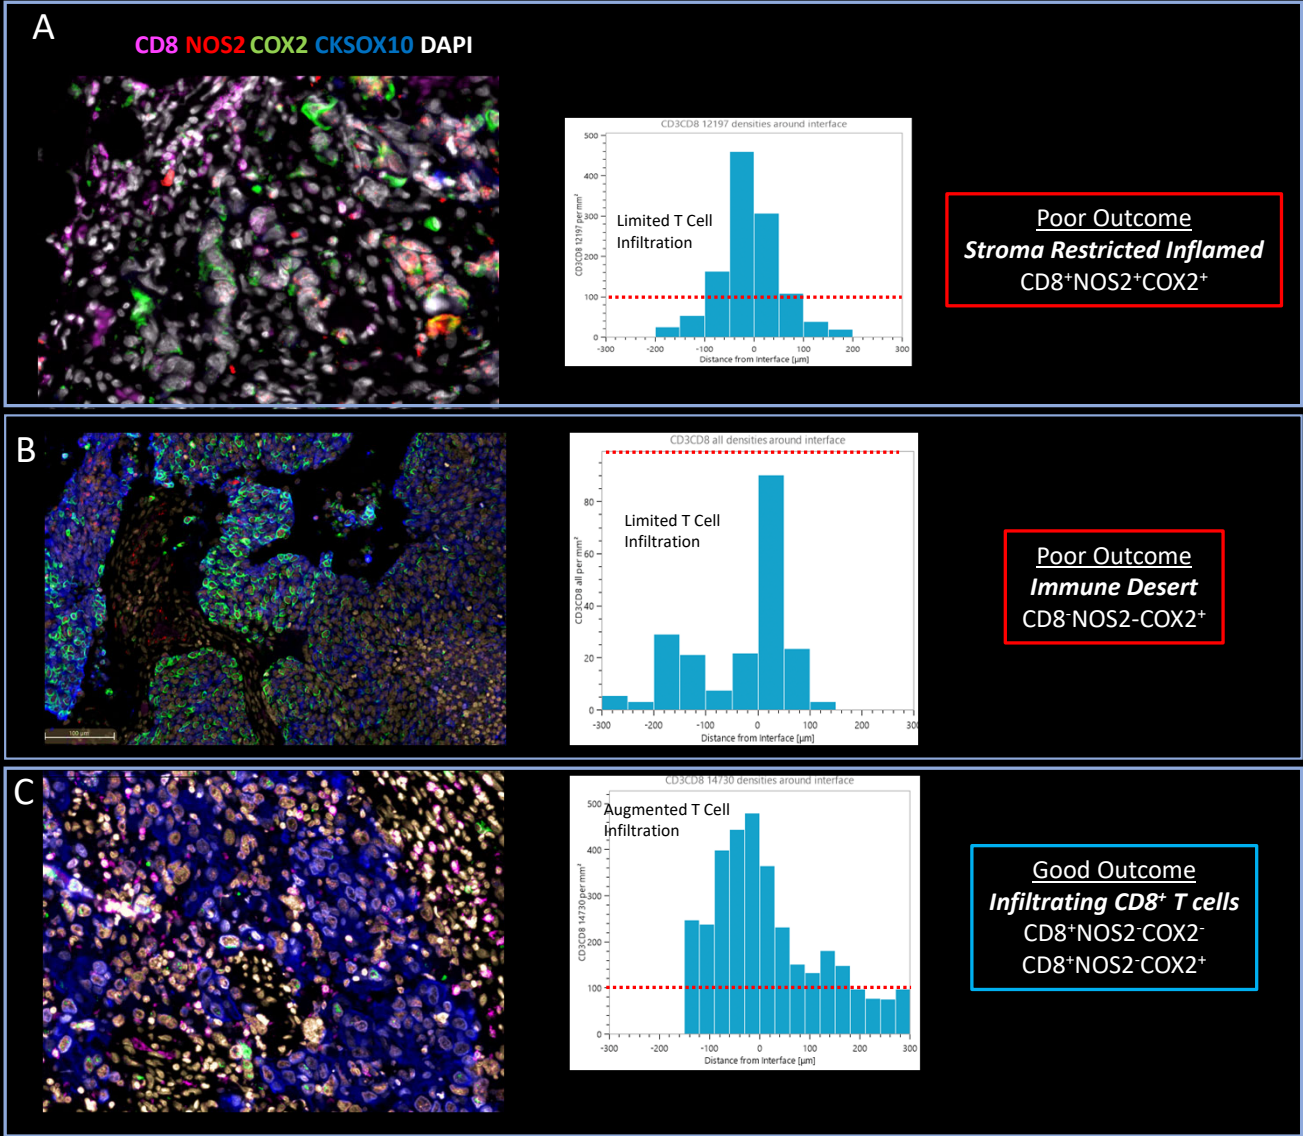 A
CD8 NOS2 COX2 CKSOX10 DAPI
CD3CD8 12197 densities around interface
CD3CD8 12197 per mm²
500
400
300
200
100
0
Limited T Cell
Infiltration
-300 -200 -100 0 100 200 300
Distance from Interface [µm]
Poor Outcome
Stroma Restricted Inflamed
CD8⁺NOS2⁺COX2⁺
B
100 µm
CD3CD8 all densities around interface
CD3CD8 all per mm²
80
60
40
20
0
Limited T Cell
Infiltration
-300 -200 -100 0 100 200 300
Distance from Interface [µm]
Poor Outcome
Immune Desert
CD8⁻NOS2-COX2⁺
C
CD3CD8 14730 densities around interface
CD3CD8 14730 per mm²
500
400
300
200
100
0
Augmented T Cell
Infiltration
-300 -200 -100 0 100 200 300
Distance from Interface [µm]
Good Outcome
Infiltrating CD8⁺ T cells
CD8⁺NOS2⁻COX2⁻
CD8⁺NOS2⁻COX2⁺